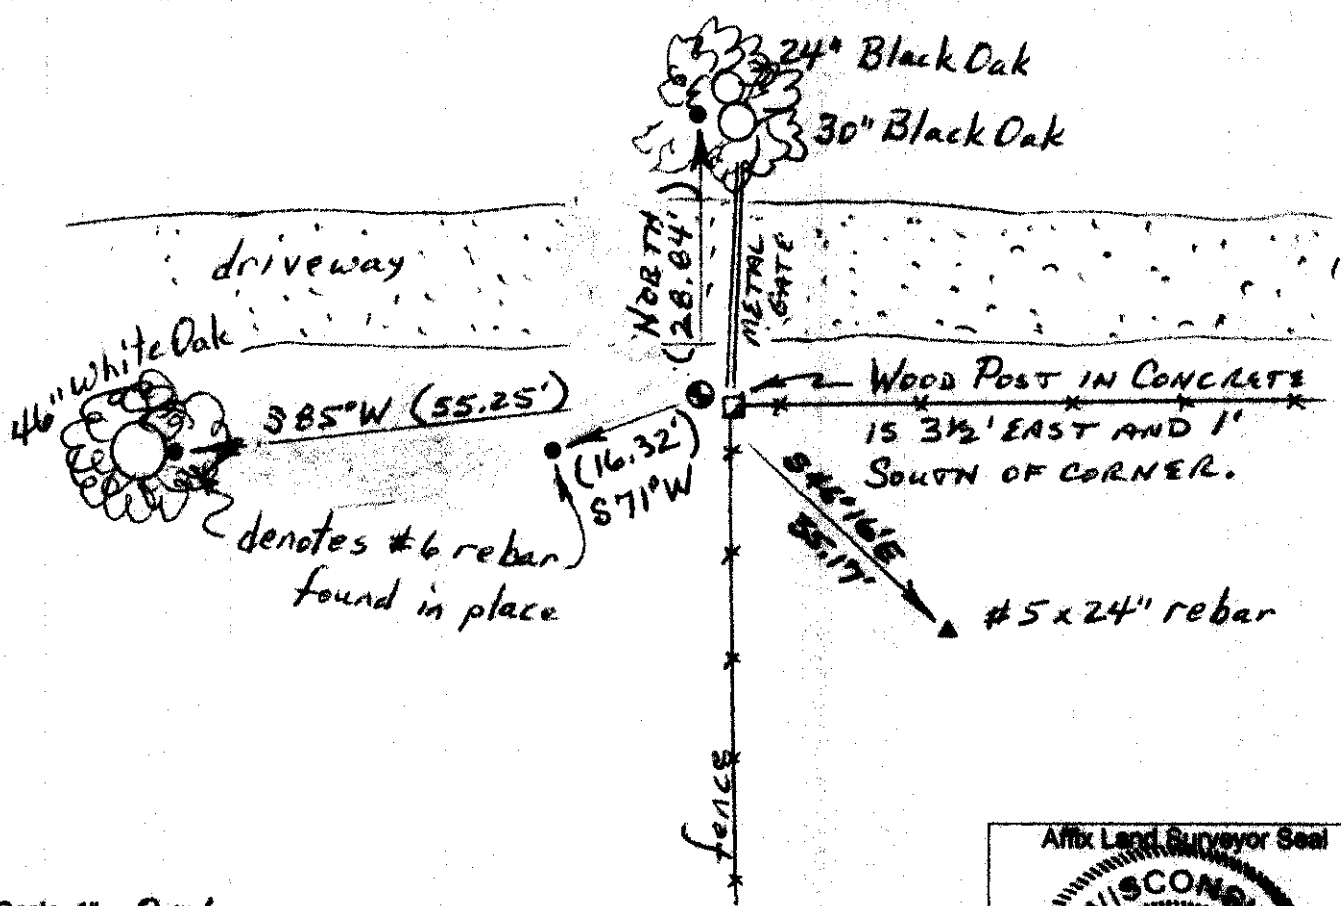 24" Black Oak
30" Black Oak
NORTH
(28.84')
METAL
GATE
driveway
46" White Oak
S85°W (55.25')
(16.32')
S71°W
WOOD POST IN CONCRETE
IS 3½' EAST AND 1'
SOUTH OF CORNER.
denotes #6 rebar
found in place
35.17'
#5 x 24" rebar
fence
Affix Land Surveyor Seal